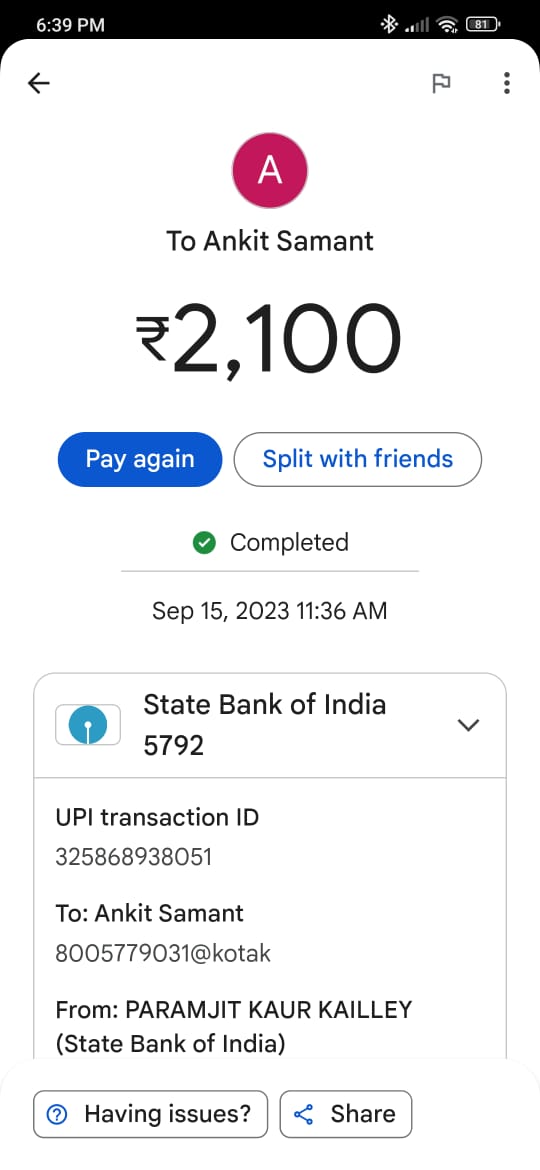 6:39 PM
81
A
To Ankit Samant
₹2,100
Pay again
Split with friends
Completed
Sep 15, 2023 11:36 AM
State Bank of India
5792
UPI transaction ID
325868938051
To: Ankit Samant
8005779031@kotak
From: PARAMJIT KAUR KAILLEY
(State Bank of India)
Having issues?
Share